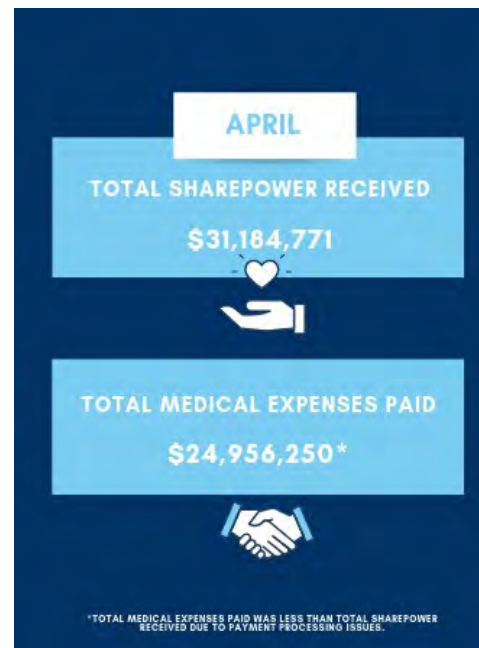 APRIL
TOTAL SHAREPOWER RECEIVED
$31,184,771
TOTAL MEDICAL EXPENSES PAID
$24,956,250*
*TOTAL MEDICAL EXPENSES PAID WAS LESS THAN TOTAL SHAREPOWER
RECEIVED DUE TO PAYMENT PROCESSING ISSUES.